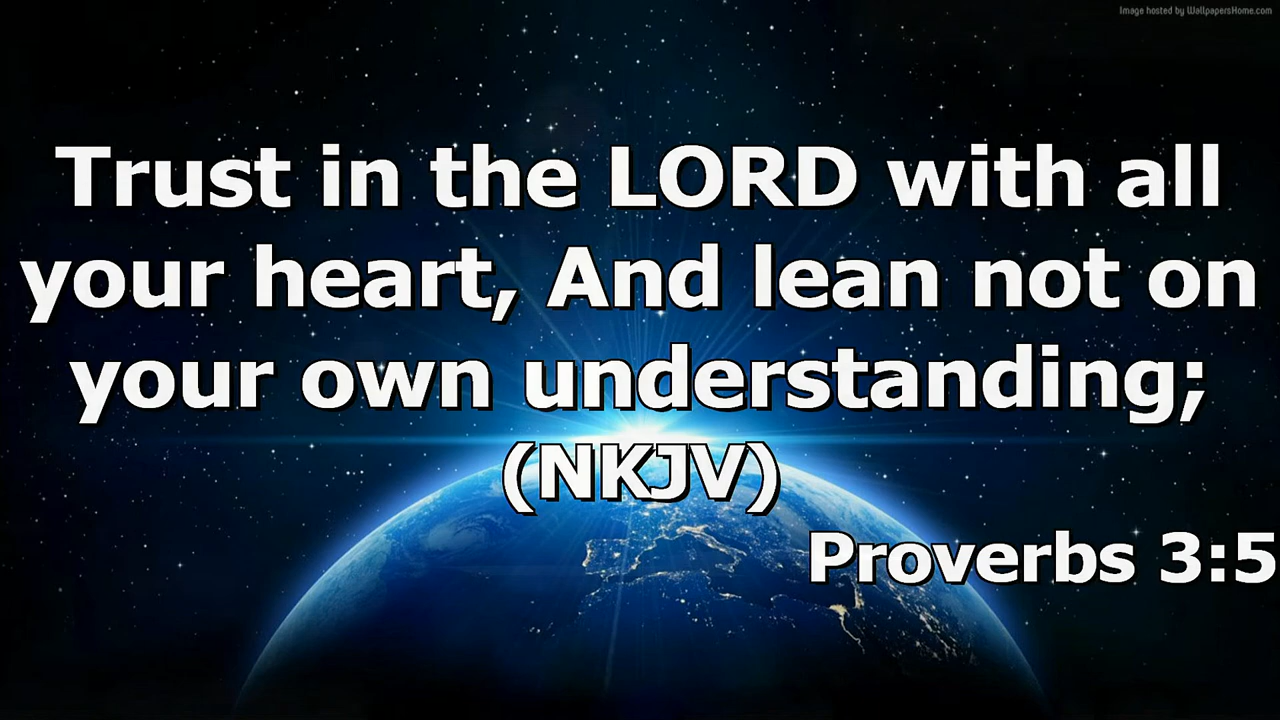 Image hosted by WallpapersHome.com
Trust in the LORD with all
your heart, And lean not on
your own understanding;
(NKJV)
Proverbs 3:5